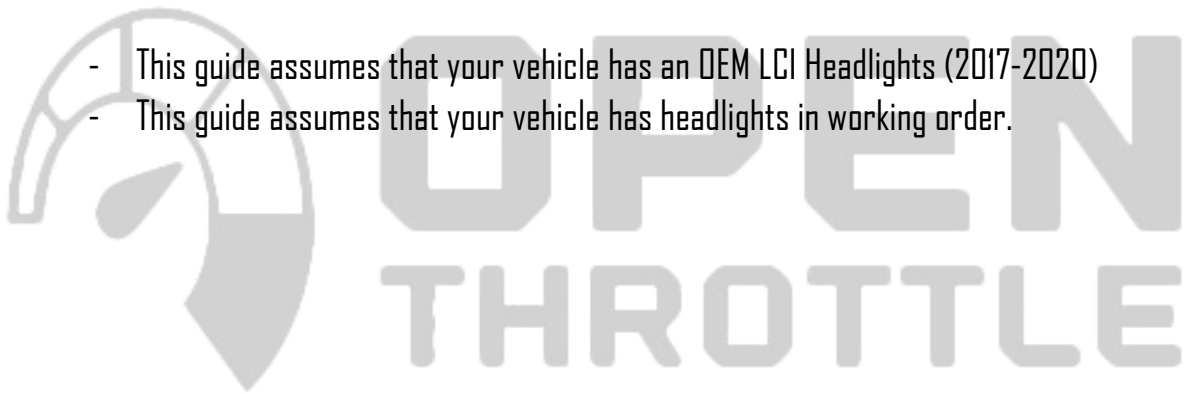 - This guide assumes that your vehicle has an OEM LCI Headlights (2017-2020)
- This guide assumes that your vehicle has headlights in working order.
OPEN
THROTTLE